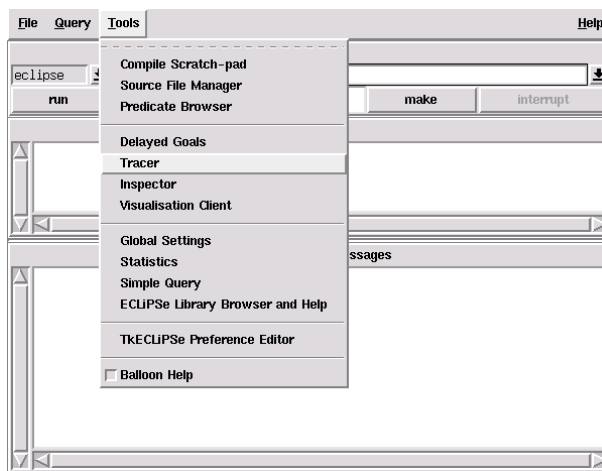 File Query Tools Help
Compile Scratch-pad
Source File Manager
Predicate Browser
eclipse
run make interrupt
Delayed Goals
Tracer
Inspector
Visualisation Client
Global Settings
Statistics
Simple Query
ECLiPSe Library Browser and Help
TkECLiPSe Preference Editor
Balloon Help
ssages